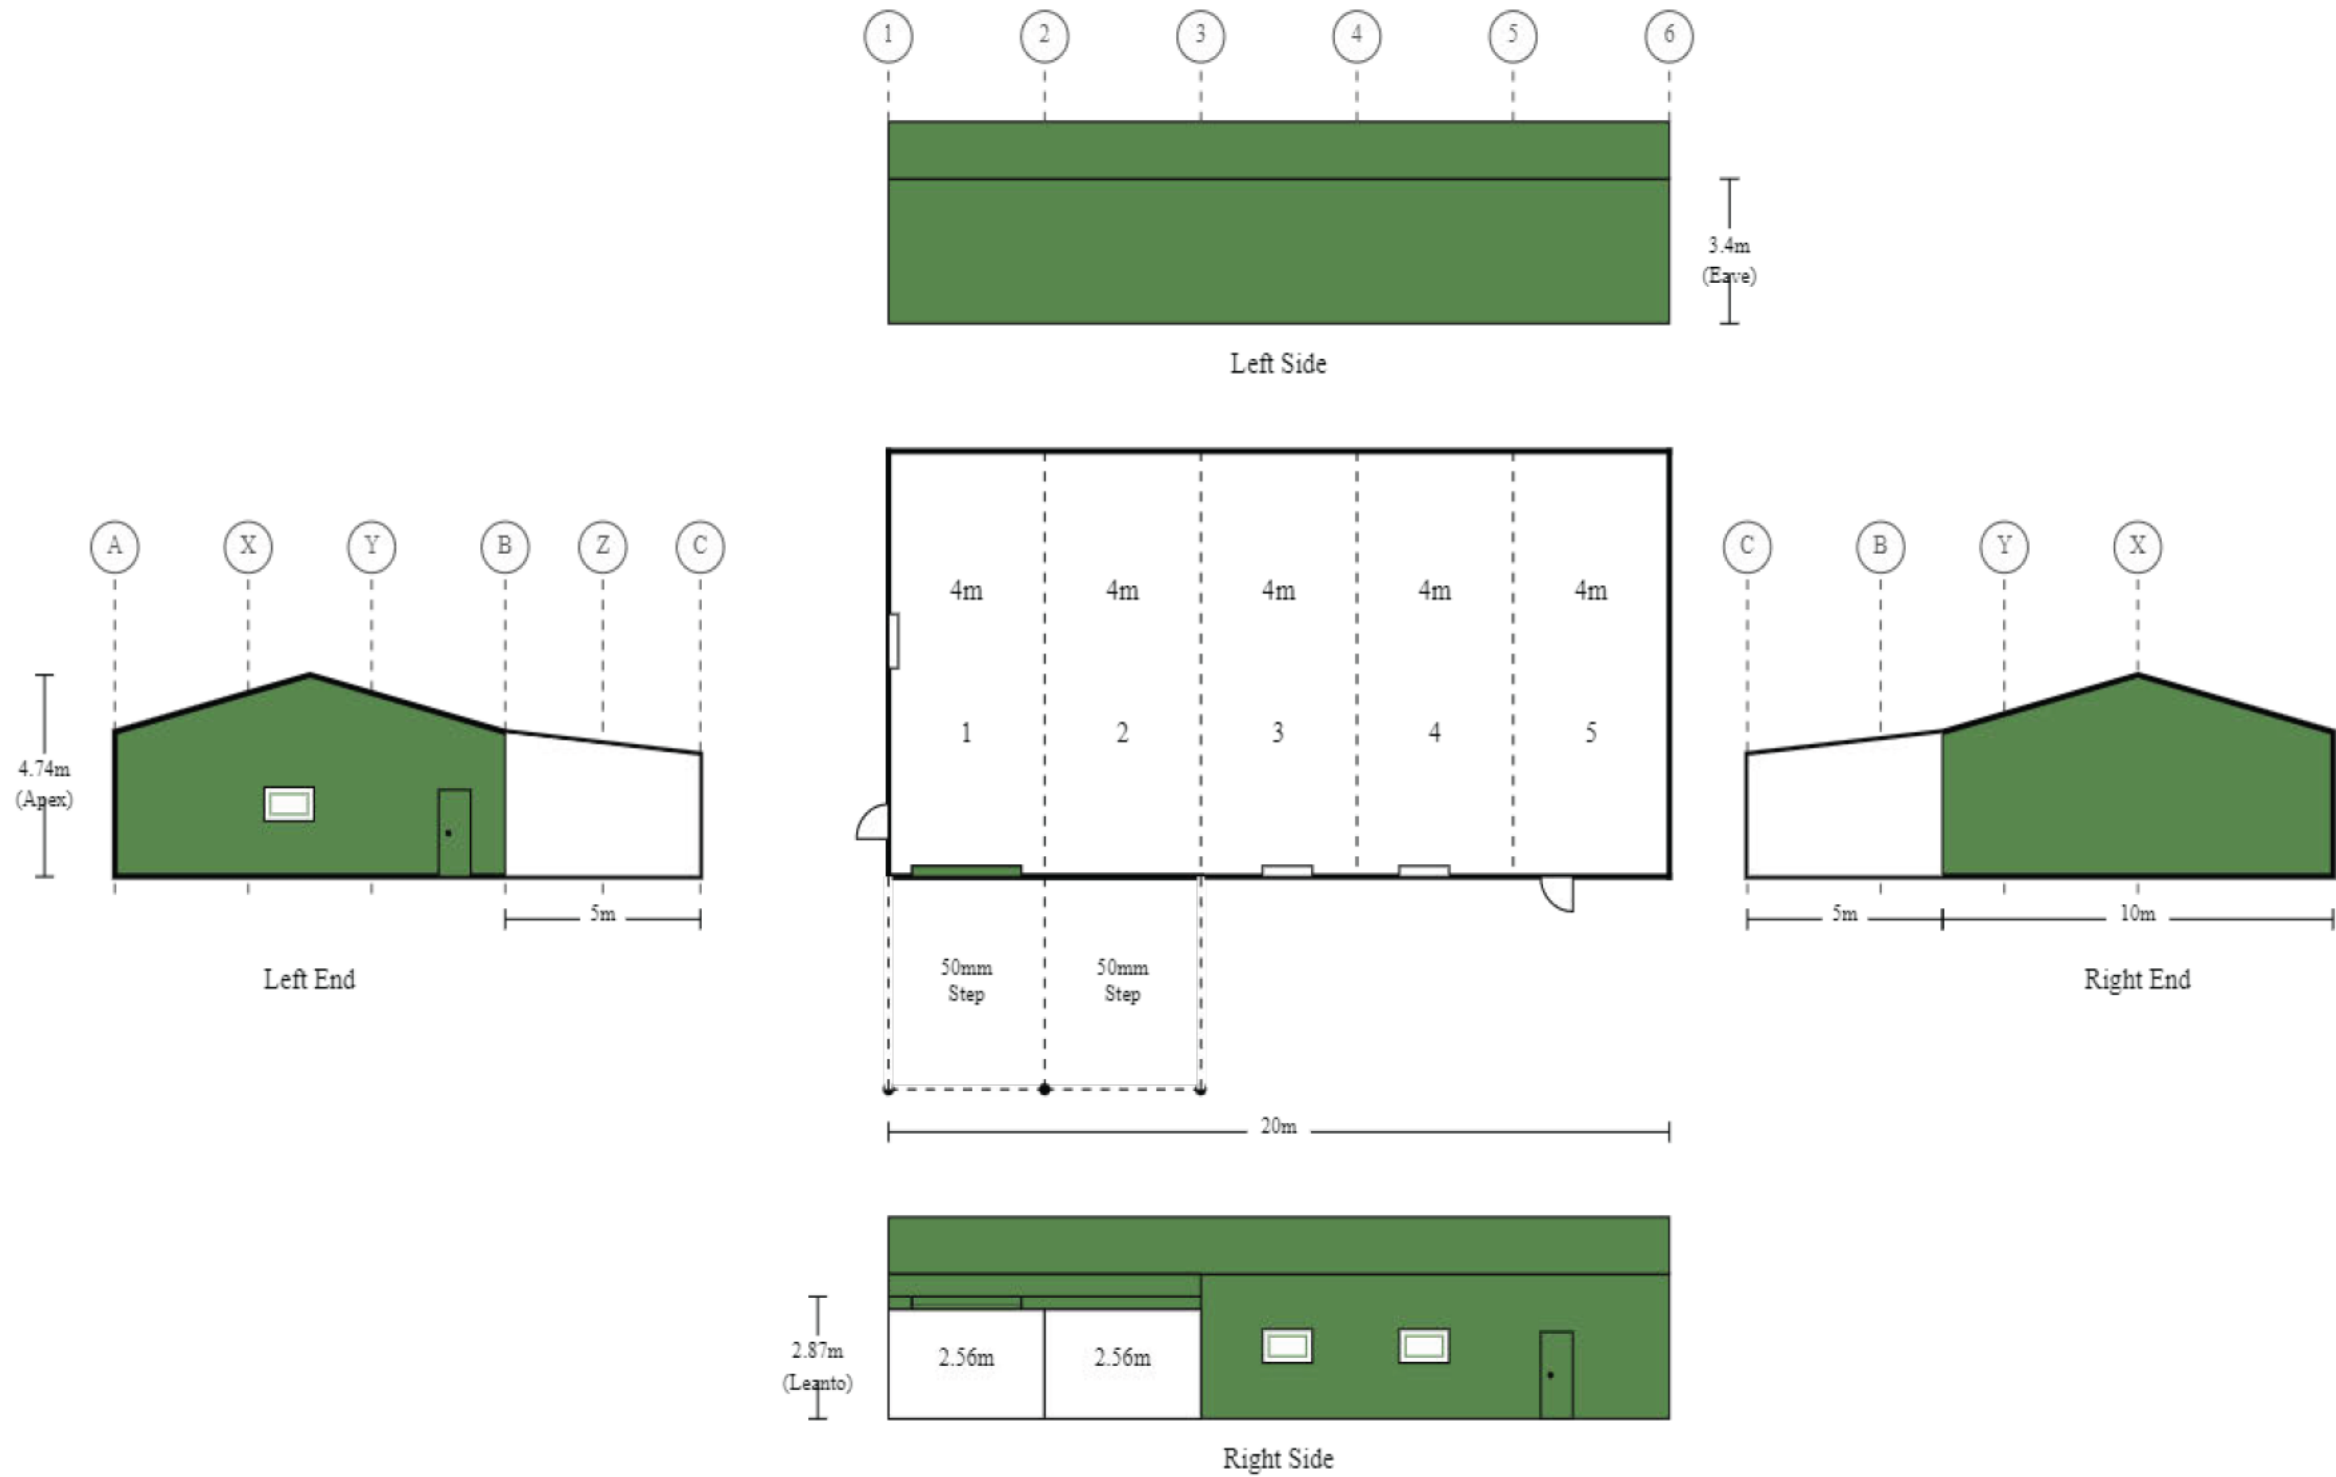 1 2 3 4 5 6
3.4m
(Eave)
Left Side
A X Y B Z C
4.74m
(Apex)
5m
Left End
4m 4m 4m 4m 4m
1 2 3 4 5
50mm 50mm
Step Step
20m
C B Y X
5m 10m
Right End
2.87m
(Leanto)
2.56m 2.56m
Right Side